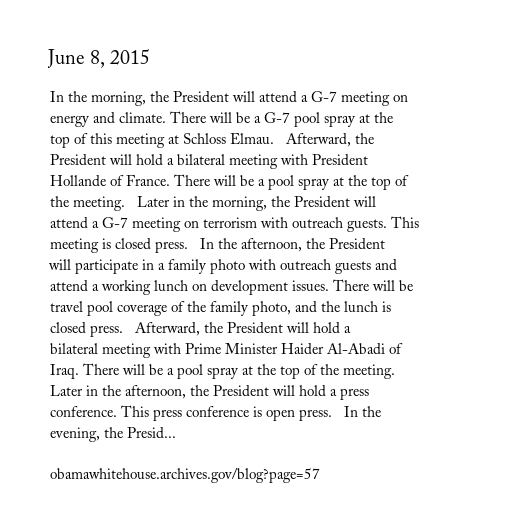 June 8, 2015
In the morning, the President will attend a G-7 meeting on
energy and climate. There will be a G-7 pool spray at the
top of this meeting at Schloss Elmau.   Afterward, the
President will hold a bilateral meeting with President
Hollande of France. There will be a pool spray at the top of
the meeting.   Later in the morning, the President will
attend a G-7 meeting on terrorism with outreach guests. This
meeting is closed press.   In the afternoon, the President
will participate in a family photo with outreach guests and
attend a working lunch on development issues. There will be
travel pool coverage of the family photo, and the lunch is
closed press.   Afterward, the President will hold a
bilateral meeting with Prime Minister Haider Al-Abadi of
Iraq. There will be a pool spray at the top of the meeting.
Later in the afternoon, the President will hold a press
conference. This press conference is open press.   In the
evening, the Presid...
obamawhitehouse.archives.gov/blog?page=57